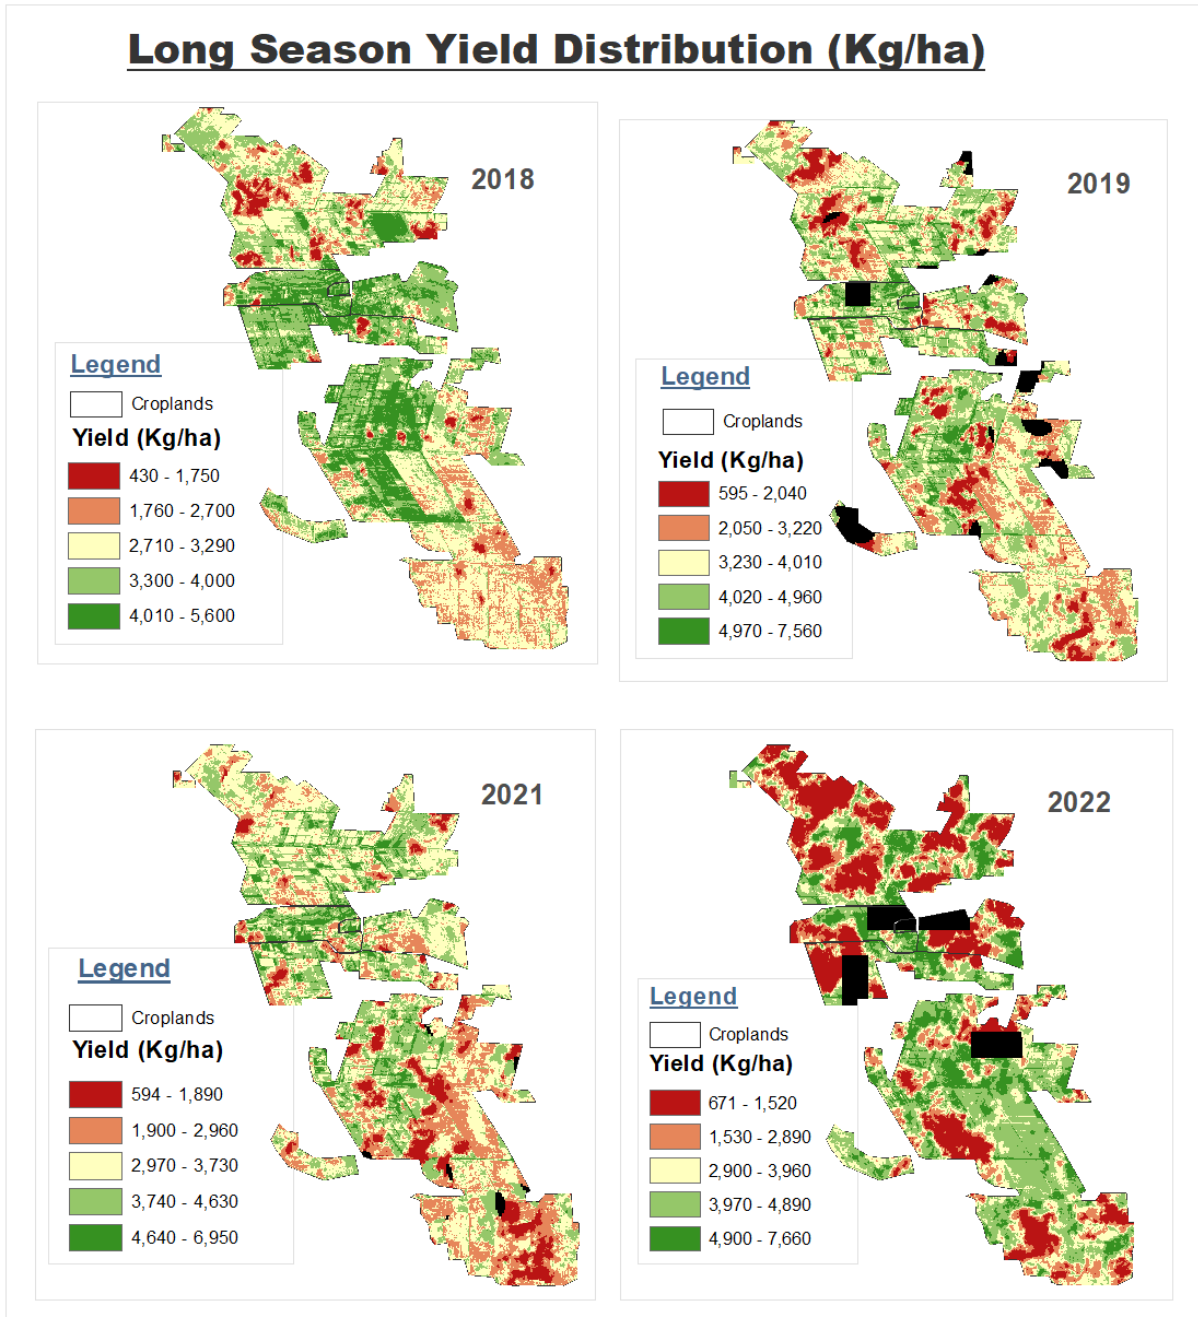 Long Season Yield Distribution (Kg/ha)
2018
Legend
Croplands
Yield (Kg/ha)
430 - 1,750
1,760 - 2,700
2,710 - 3,290
3,300 - 4,000
4,010 - 5,600
2019
Legend
Croplands
Yield (Kg/ha)
595 - 2,040
2,050 - 3,220
3,230 - 4,010
4,020 - 4,960
4,970 - 7,560
2021
Legend
Croplands
Yield (Kg/ha)
594 - 1,890
1,900 - 2,960
2,970 - 3,730
3,740 - 4,630
4,640 - 6,950
2022
Legend
Croplands
Yield (Kg/ha)
671 - 1,520
1,530 - 2,890
2,900 - 3,960
3,970 - 4,890
4,900 - 7,660